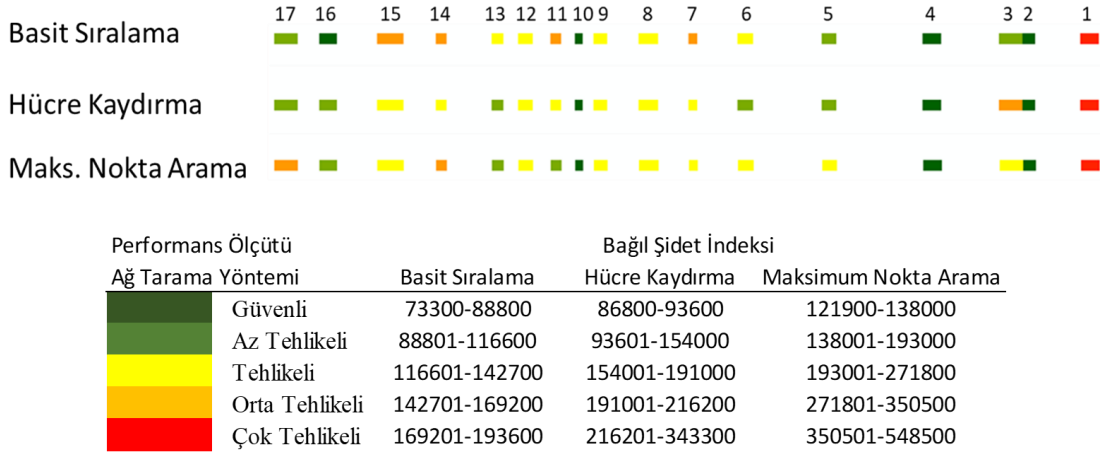 17 16 15 14 13 12 11 10 9 8 7 6 5 4 3 2 1
Basit Sıralama
Hücre Kaydırma
Maks. Nokta Arama
Performans Ölçütü Bağıl Şidet İndeksi
Ağ Tarama Yöntemi Basit Sıralama Hücre Kaydırma Maksimum Nokta Arama
Güvenli 73300-88800 86800-93600 121900-138000
Az Tehlikeli 88801-116600 93601-154000 138001-193000
Tehlikeli 116601-142700 154001-191000 193001-271800
Orta Tehlikeli 142701-169200 191001-216200 271801-350500
Çok Tehlikeli 169201-193600 216201-343300 350501-548500